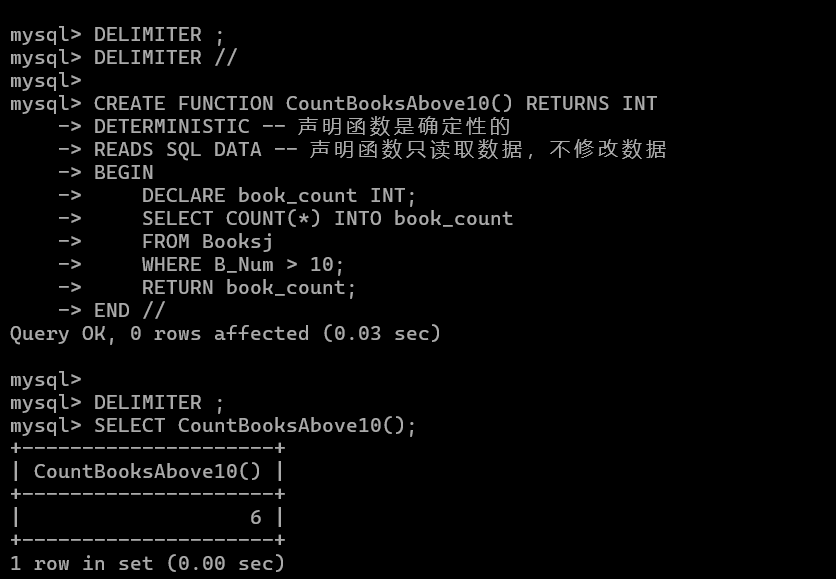 mysql> DELIMITER ;
mysql> DELIMITER //
mysql>
mysql> CREATE FUNCTION CountBooksAbove10() RETURNS INT
    -> DETERMINISTIC -- 声明函数是确定性的
    -> READS SQL DATA -- 声明函数只读取数据，不修改数据
    -> BEGIN
    ->     DECLARE book_count INT;
    ->     SELECT COUNT(*) INTO book_count
    ->     FROM Booksj
    ->     WHERE B_Num > 10;
    ->     RETURN book_count;
    -> END //
Query OK, 0 rows affected (0.03 sec)

mysql>
mysql> DELIMITER ;
mysql> SELECT CountBooksAbove10();
+---------------------+
| CountBooksAbove10() |
+---------------------+
|                   6 |
+---------------------+
1 row in set (0.00 sec)